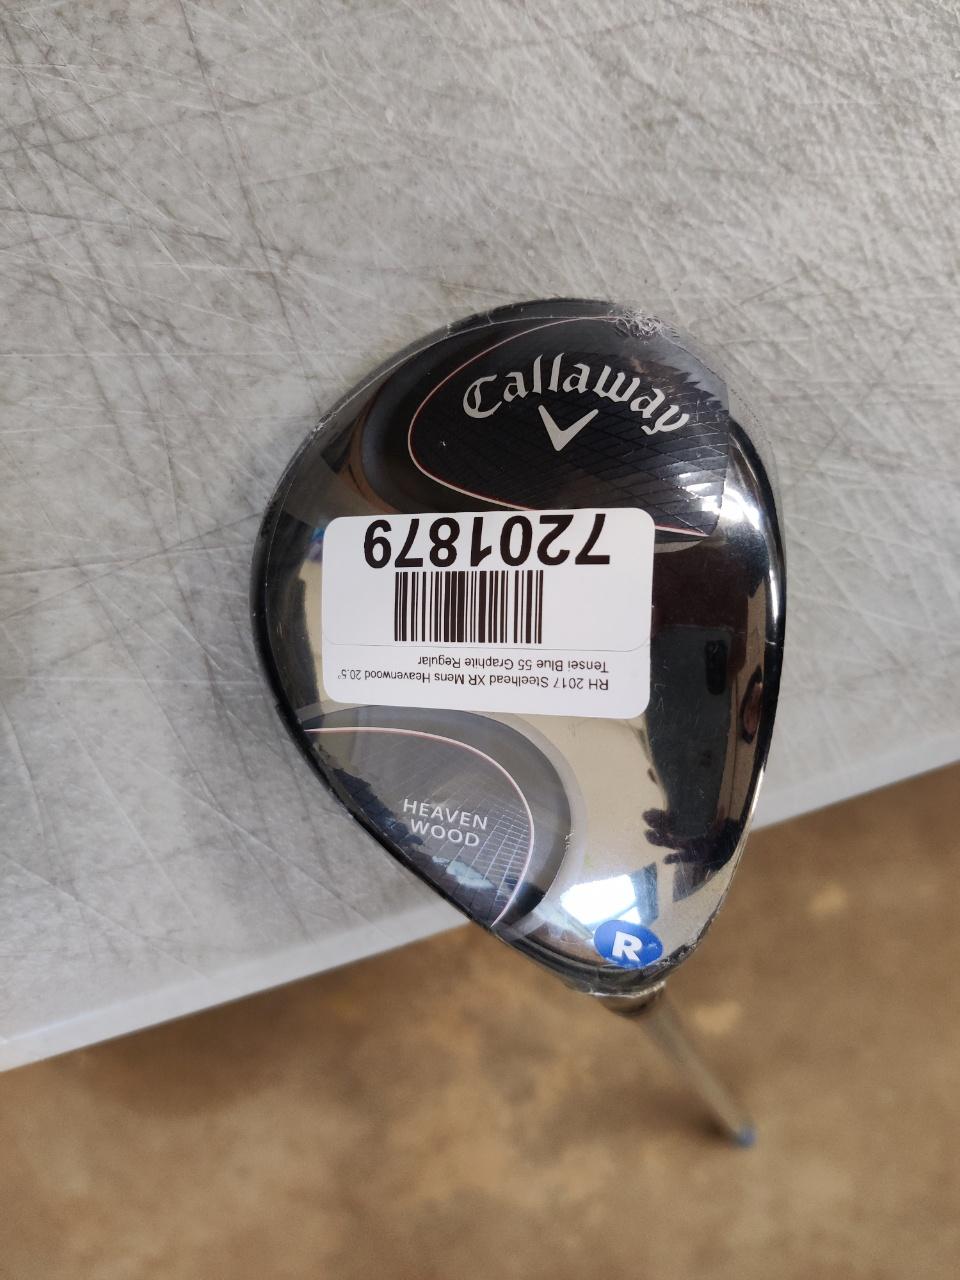 Callaway
7201879
RH 2017 Steelhead XR Mens Heavenwood 20.5°
Tensei Blue 55 Graphite Regular
HEAVEN
WOOD
R